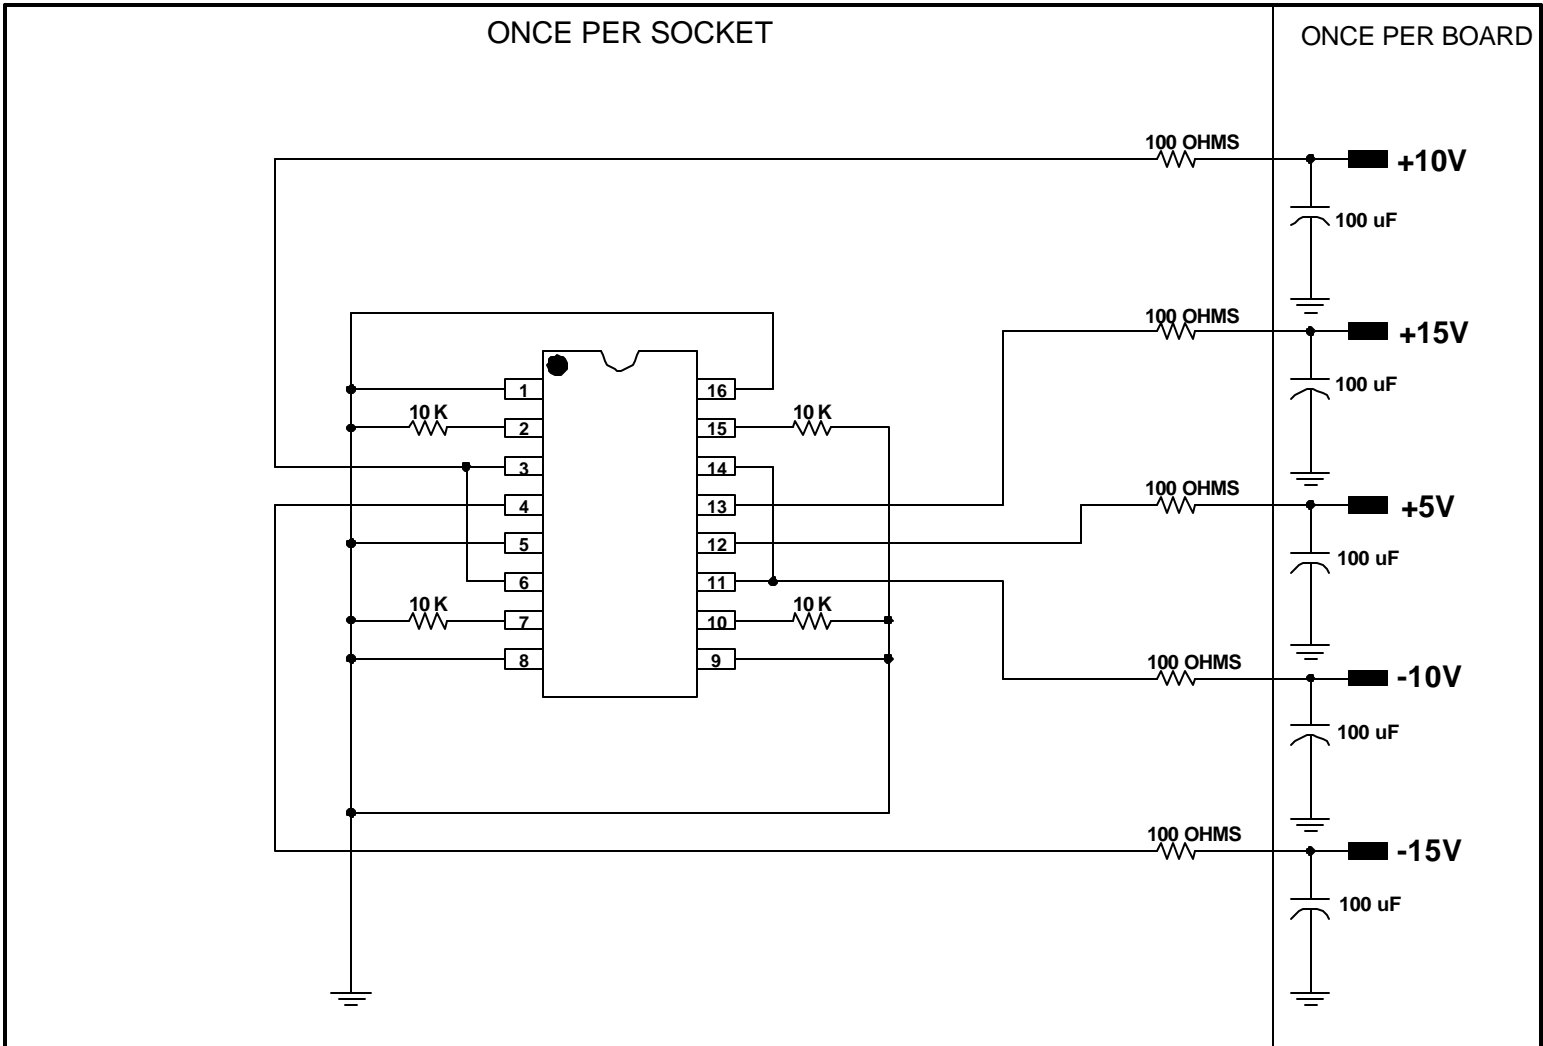 ONCE PER SOCKET
ONCE PER BOARD
100 OHMS
+10V
100 uF
100 OHMS
+15V
100 uF
1
16
10 K
10 K
2
15
3
14
100 OHMS
+5V
4
13
5
12
100 uF
6
11
10 K
10 K
7
10
8
9
100 OHMS
-10V
100 uF
100 OHMS
-15V
100 uF